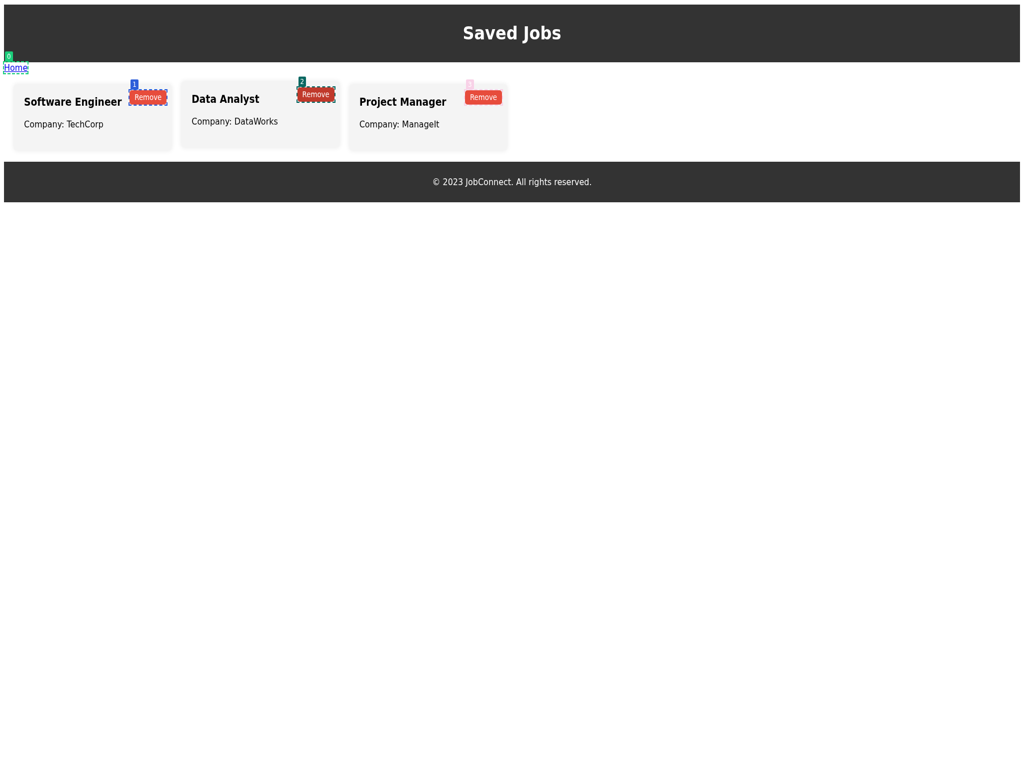 Saved Jobs
0
Home
1
2
3
Software Engineer
Remove
Company: TechCorp
Data Analyst
Remove
Company: DataWorks
Project Manager
Remove
Company: ManageIt
© 2023 JobConnect. All rights reserved.